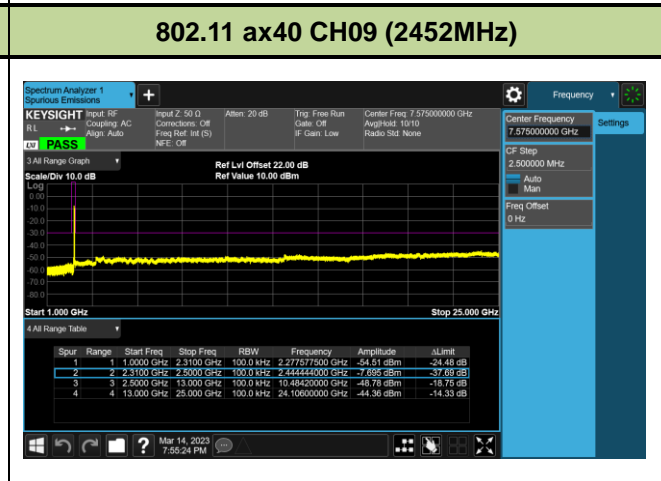 802.11 ax40 CH09 (2452MHz)
Spectrum Analyzer 1
Spurious Emissions
Frequency
KEYSIGHT
RL
LXI
PASS
Input: RF
Coupling: AC
Align: Auto
Input Z: 50 Ω
Corrections: Off
Freq Ref: Int (S)
NFE: Off
Atten: 20 dB
Trig: Free Run
Gate: Off
IF Gain: Low
Center Freq: 7.575000000 GHz
Avg|Hold: 10/10
Radio Std: None
Center Frequency
7.575000000 GHz
Settings
CF Step
2.500000 MHz
Auto
Man
Freq Offset
0 Hz
3 All Range Graph
Scale/Div 10.0 dB
Ref Lvl Offset 22.00 dB
Ref Value 10.00 dBm
Log
0.00
-10.0
-20.0
-30.0
-40.0
-50.0
-60.0
-70.0
-80.0
Start 1.000 GHz
Stop 25.000 GHz
4 All Range Table
Spur Range Start Freq Stop Freq RBW Frequency Amplitude ΔLimit
1 1 1.0000 GHz 2.3100 GHz 100.0 kHz 2.277577500 GHz -54.51 dBm -24.48 dB
2 2 2.3100 GHz 2.5000 GHz 100.0 kHz 2.444444000 GHz -7.695 dBm -37.69 dB
3 3 2.5000 GHz 13.000 GHz 100.0 kHz 10.48420000 GHz -48.78 dBm -18.75 dB
4 4 13.000 GHz 25.000 GHz 100.0 kHz 24.10600000 GHz -44.36 dBm -14.33 dB
Mar 14, 2023
7:55:24 PM